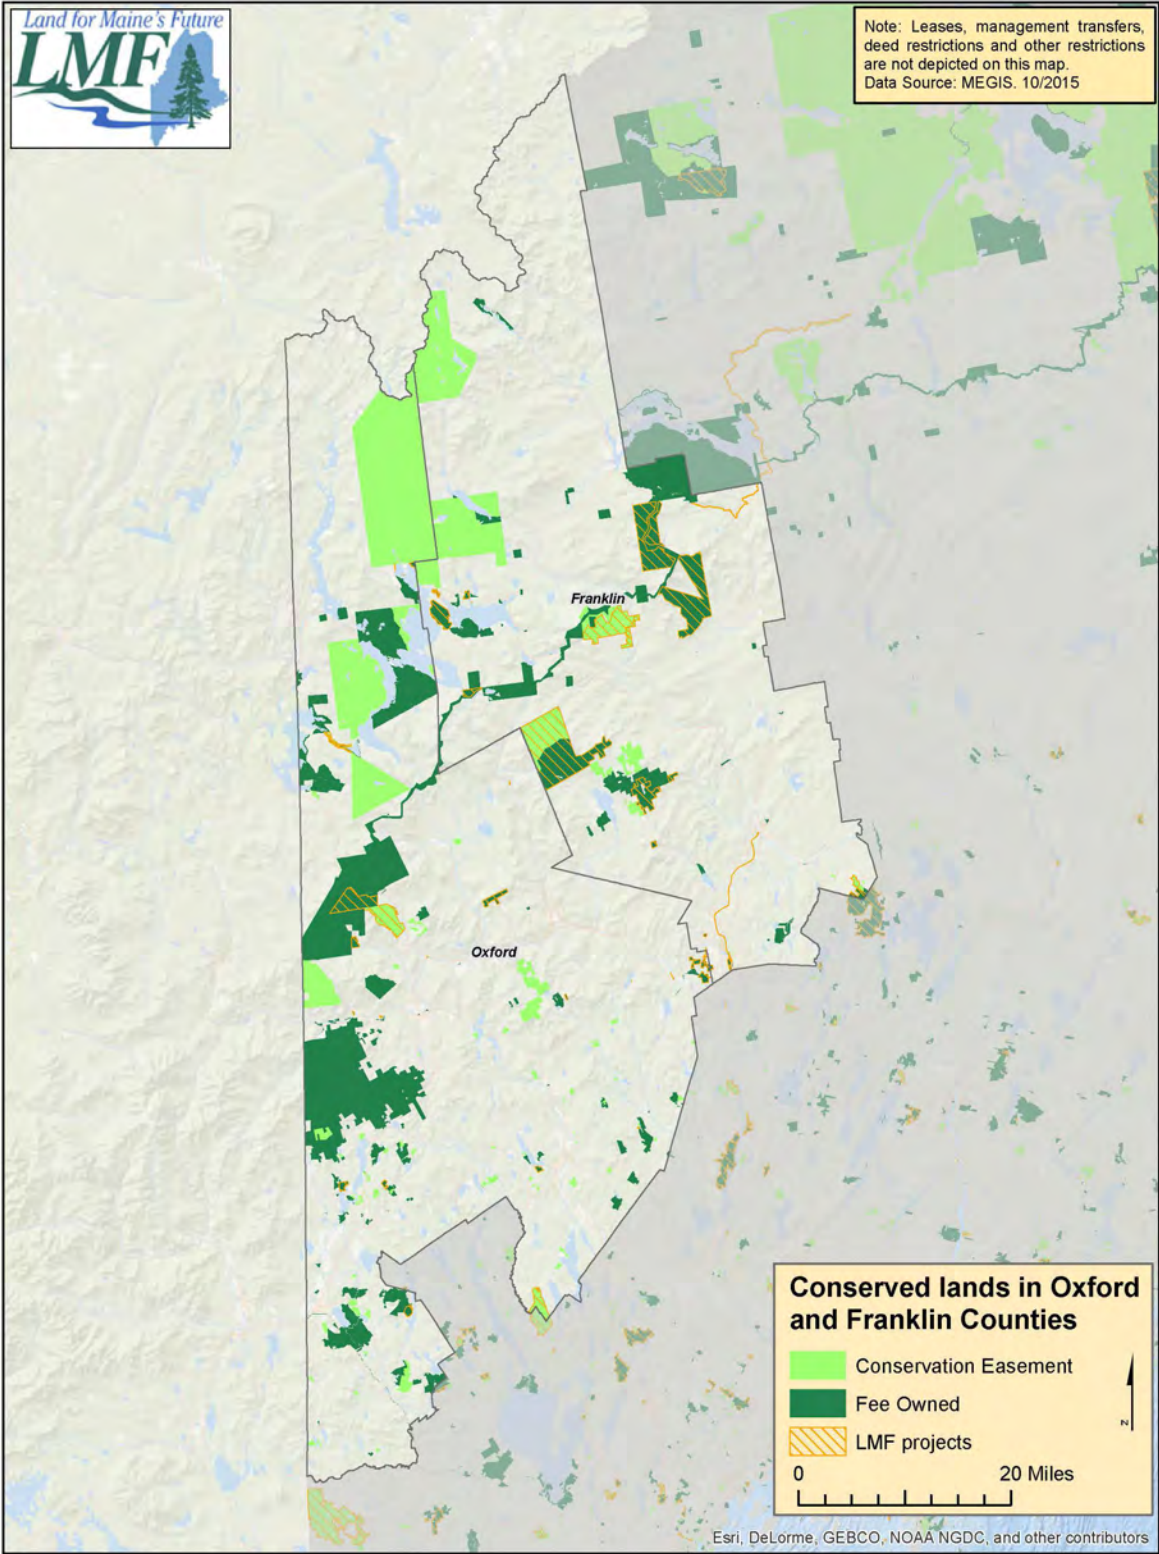 Land for Maine's Future
LMF
Note: Leases, management transfers,
deed restrictions and other restrictions
are not depicted on this map.
Data Source: MEGIS. 10/2015
Franklin
Oxford
Conserved lands in Oxford
and Franklin Counties
Conservation Easement
Fee Owned
LMF projects
N
0 20 Miles
Esri, DeLorme, GEBCO, NOAA NGDC, and other contributors